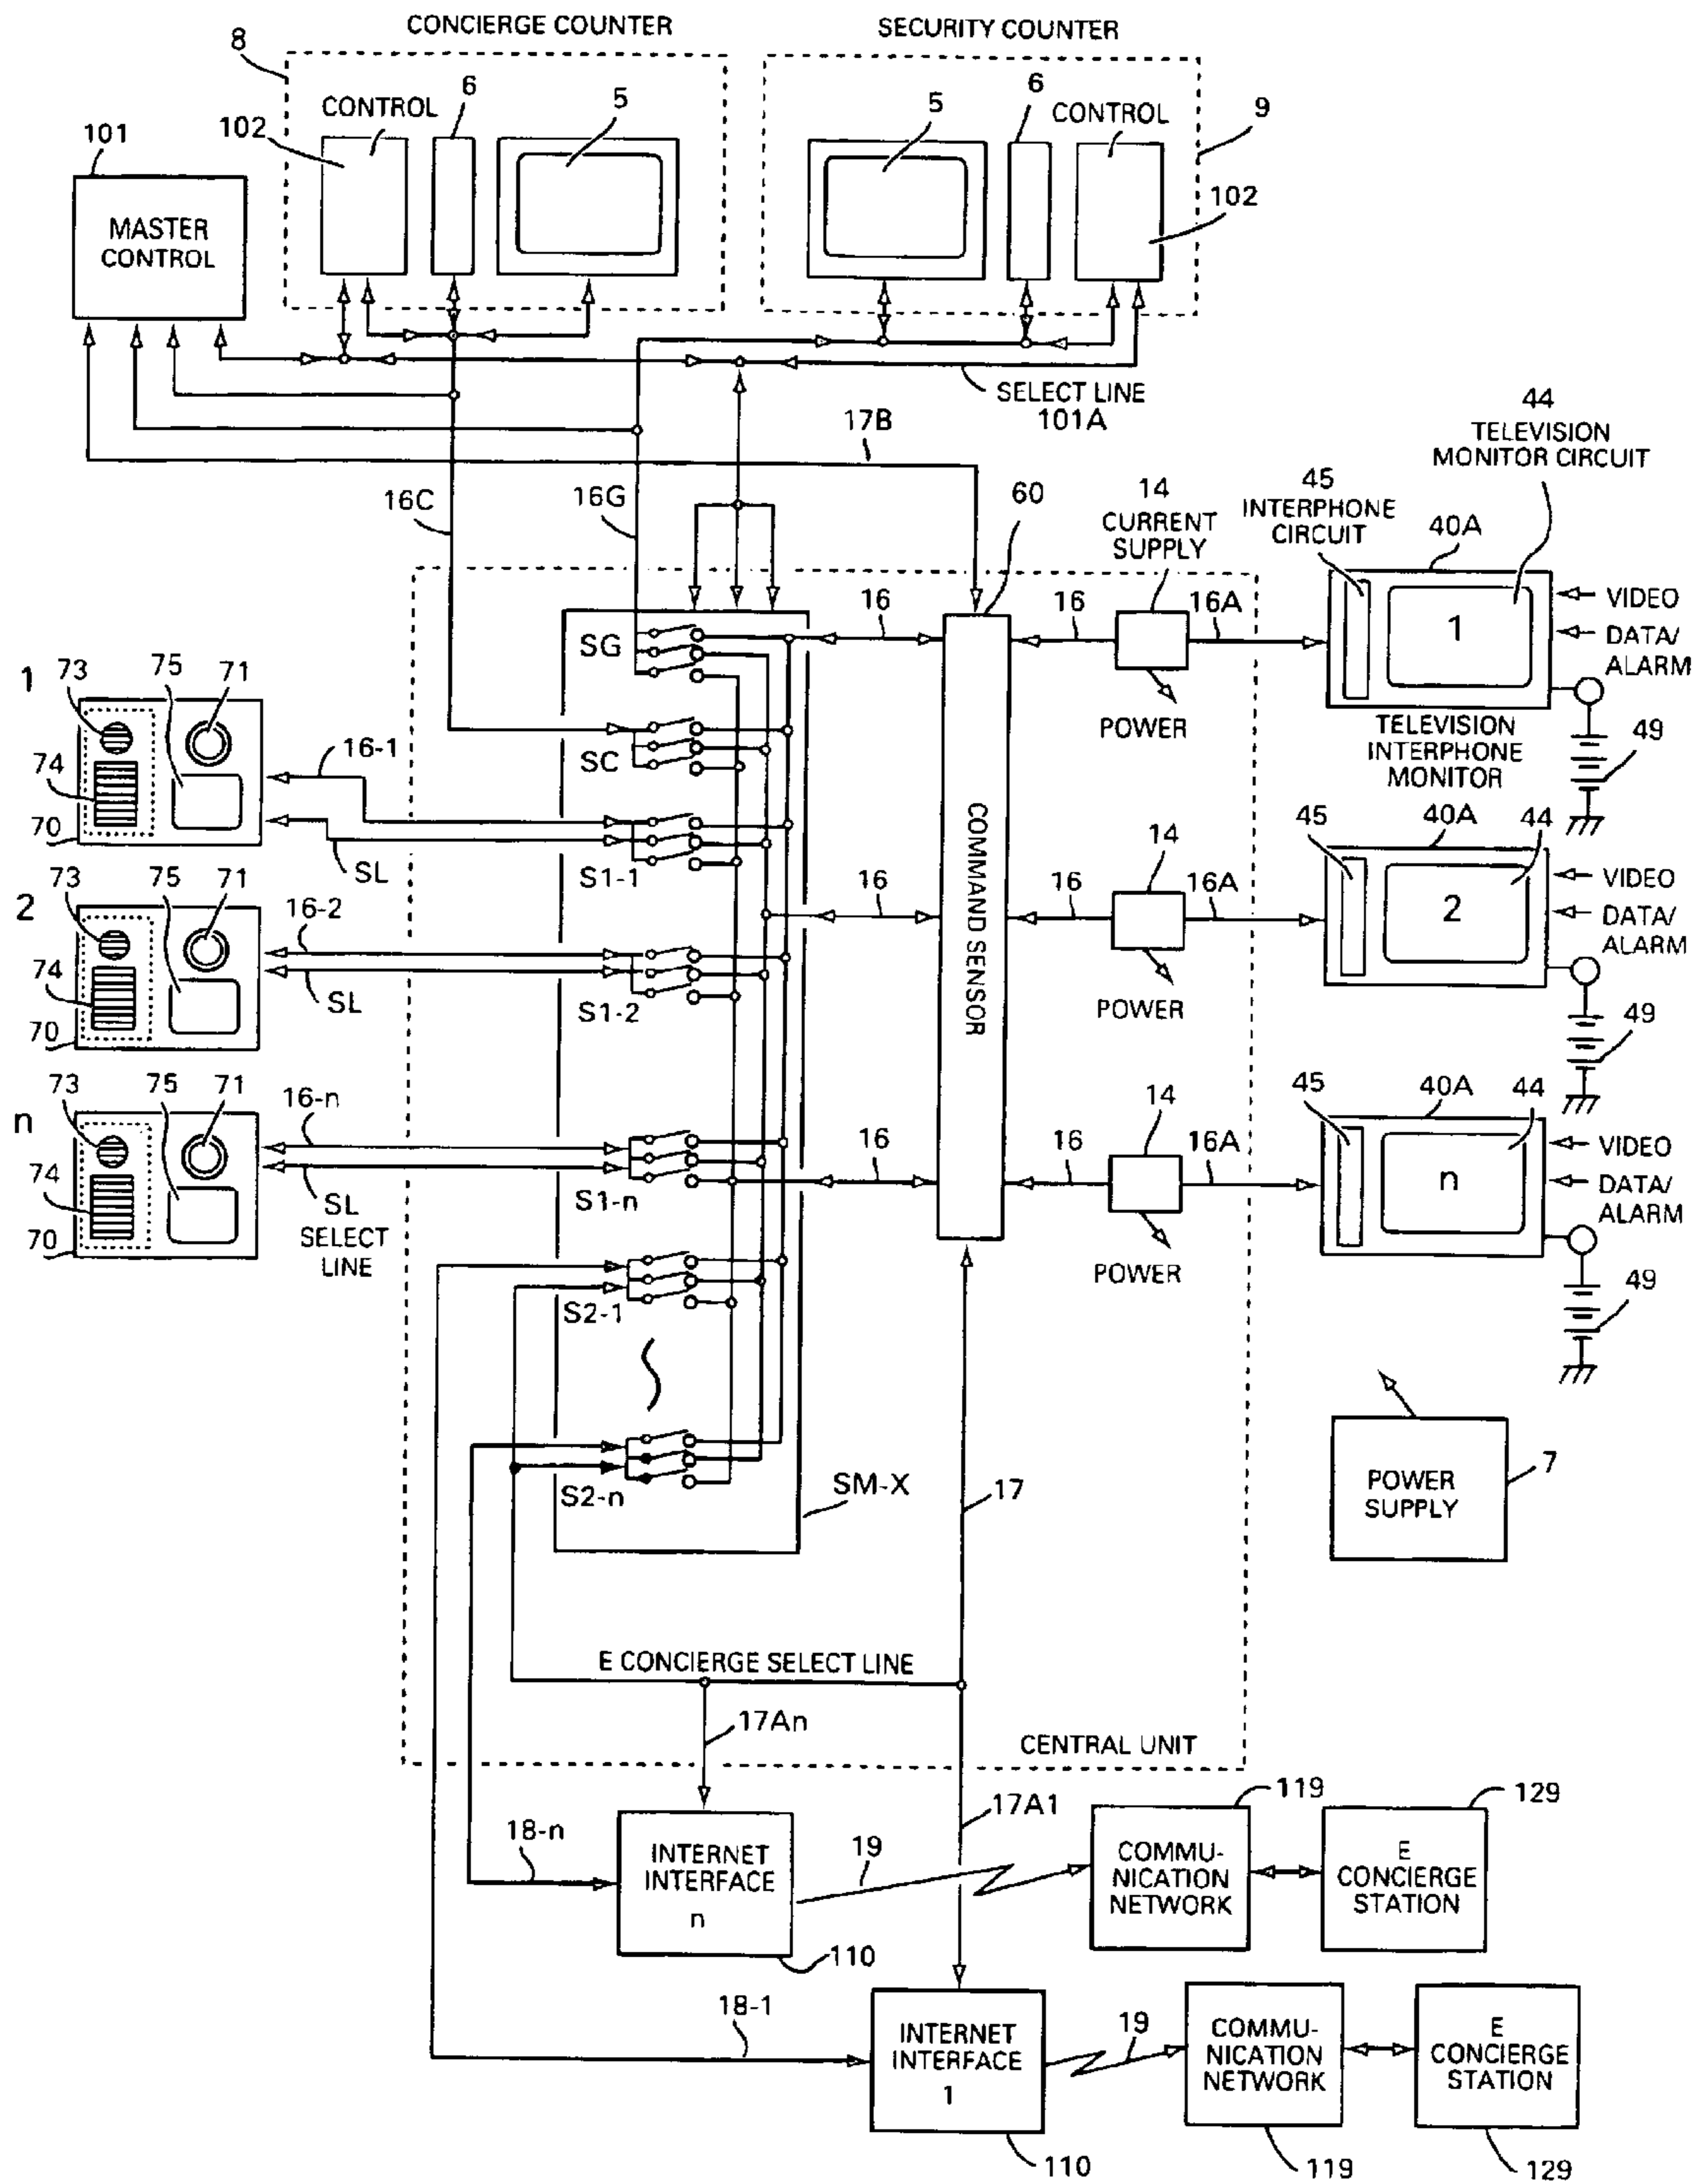 CONCIERGE COUNTER
SECURITY COUNTER
8
6
5
CONTROL
102
101
MASTER
CONTROL
5
6
CONTROL
9
102
SELECT LINE
101A
17B
16C
16G
60
14
CURRENT
SUPPLY
45
INTERPHONE
CIRCUIT
44
TELEVISION
MONITOR CIRCUIT
40A
1
VIDEO
DATA/
ALARM
TELEVISION
INTERPHONE
MONITOR
49
SG
16
16
16A
POWER
SC
1
73
75
71
74
70
16-1
SL
S1-1
COMMAND SENSOR
14
16
16
16A
POWER
45
40A
44
2
VIDEO
DATA/
ALARM
49
2
73
75
71
74
70
16-2
SL
S1-2
n
73
75
71
74
70
16-n
SL
SELECT
LINE
S1-n
16
16
14
16A
POWER
45
40A
44
n
VIDEO
DATA/
ALARM
49
S2-1
S2-n
SM-X
17
POWER
SUPPLY
7
E CONCIERGE SELECT LINE
17An
CENTRAL UNIT
17A1
18-n
INTERNET
INTERFACE
n
110
19
119
COMMU-
NICATION
NETWORK
129
E
CONCIERGE
STATION
18-1
INTERNET
INTERFACE
1
110
19
COMMU-
NICATION
NETWORK
119
E
CONCIERGE
STATION
129